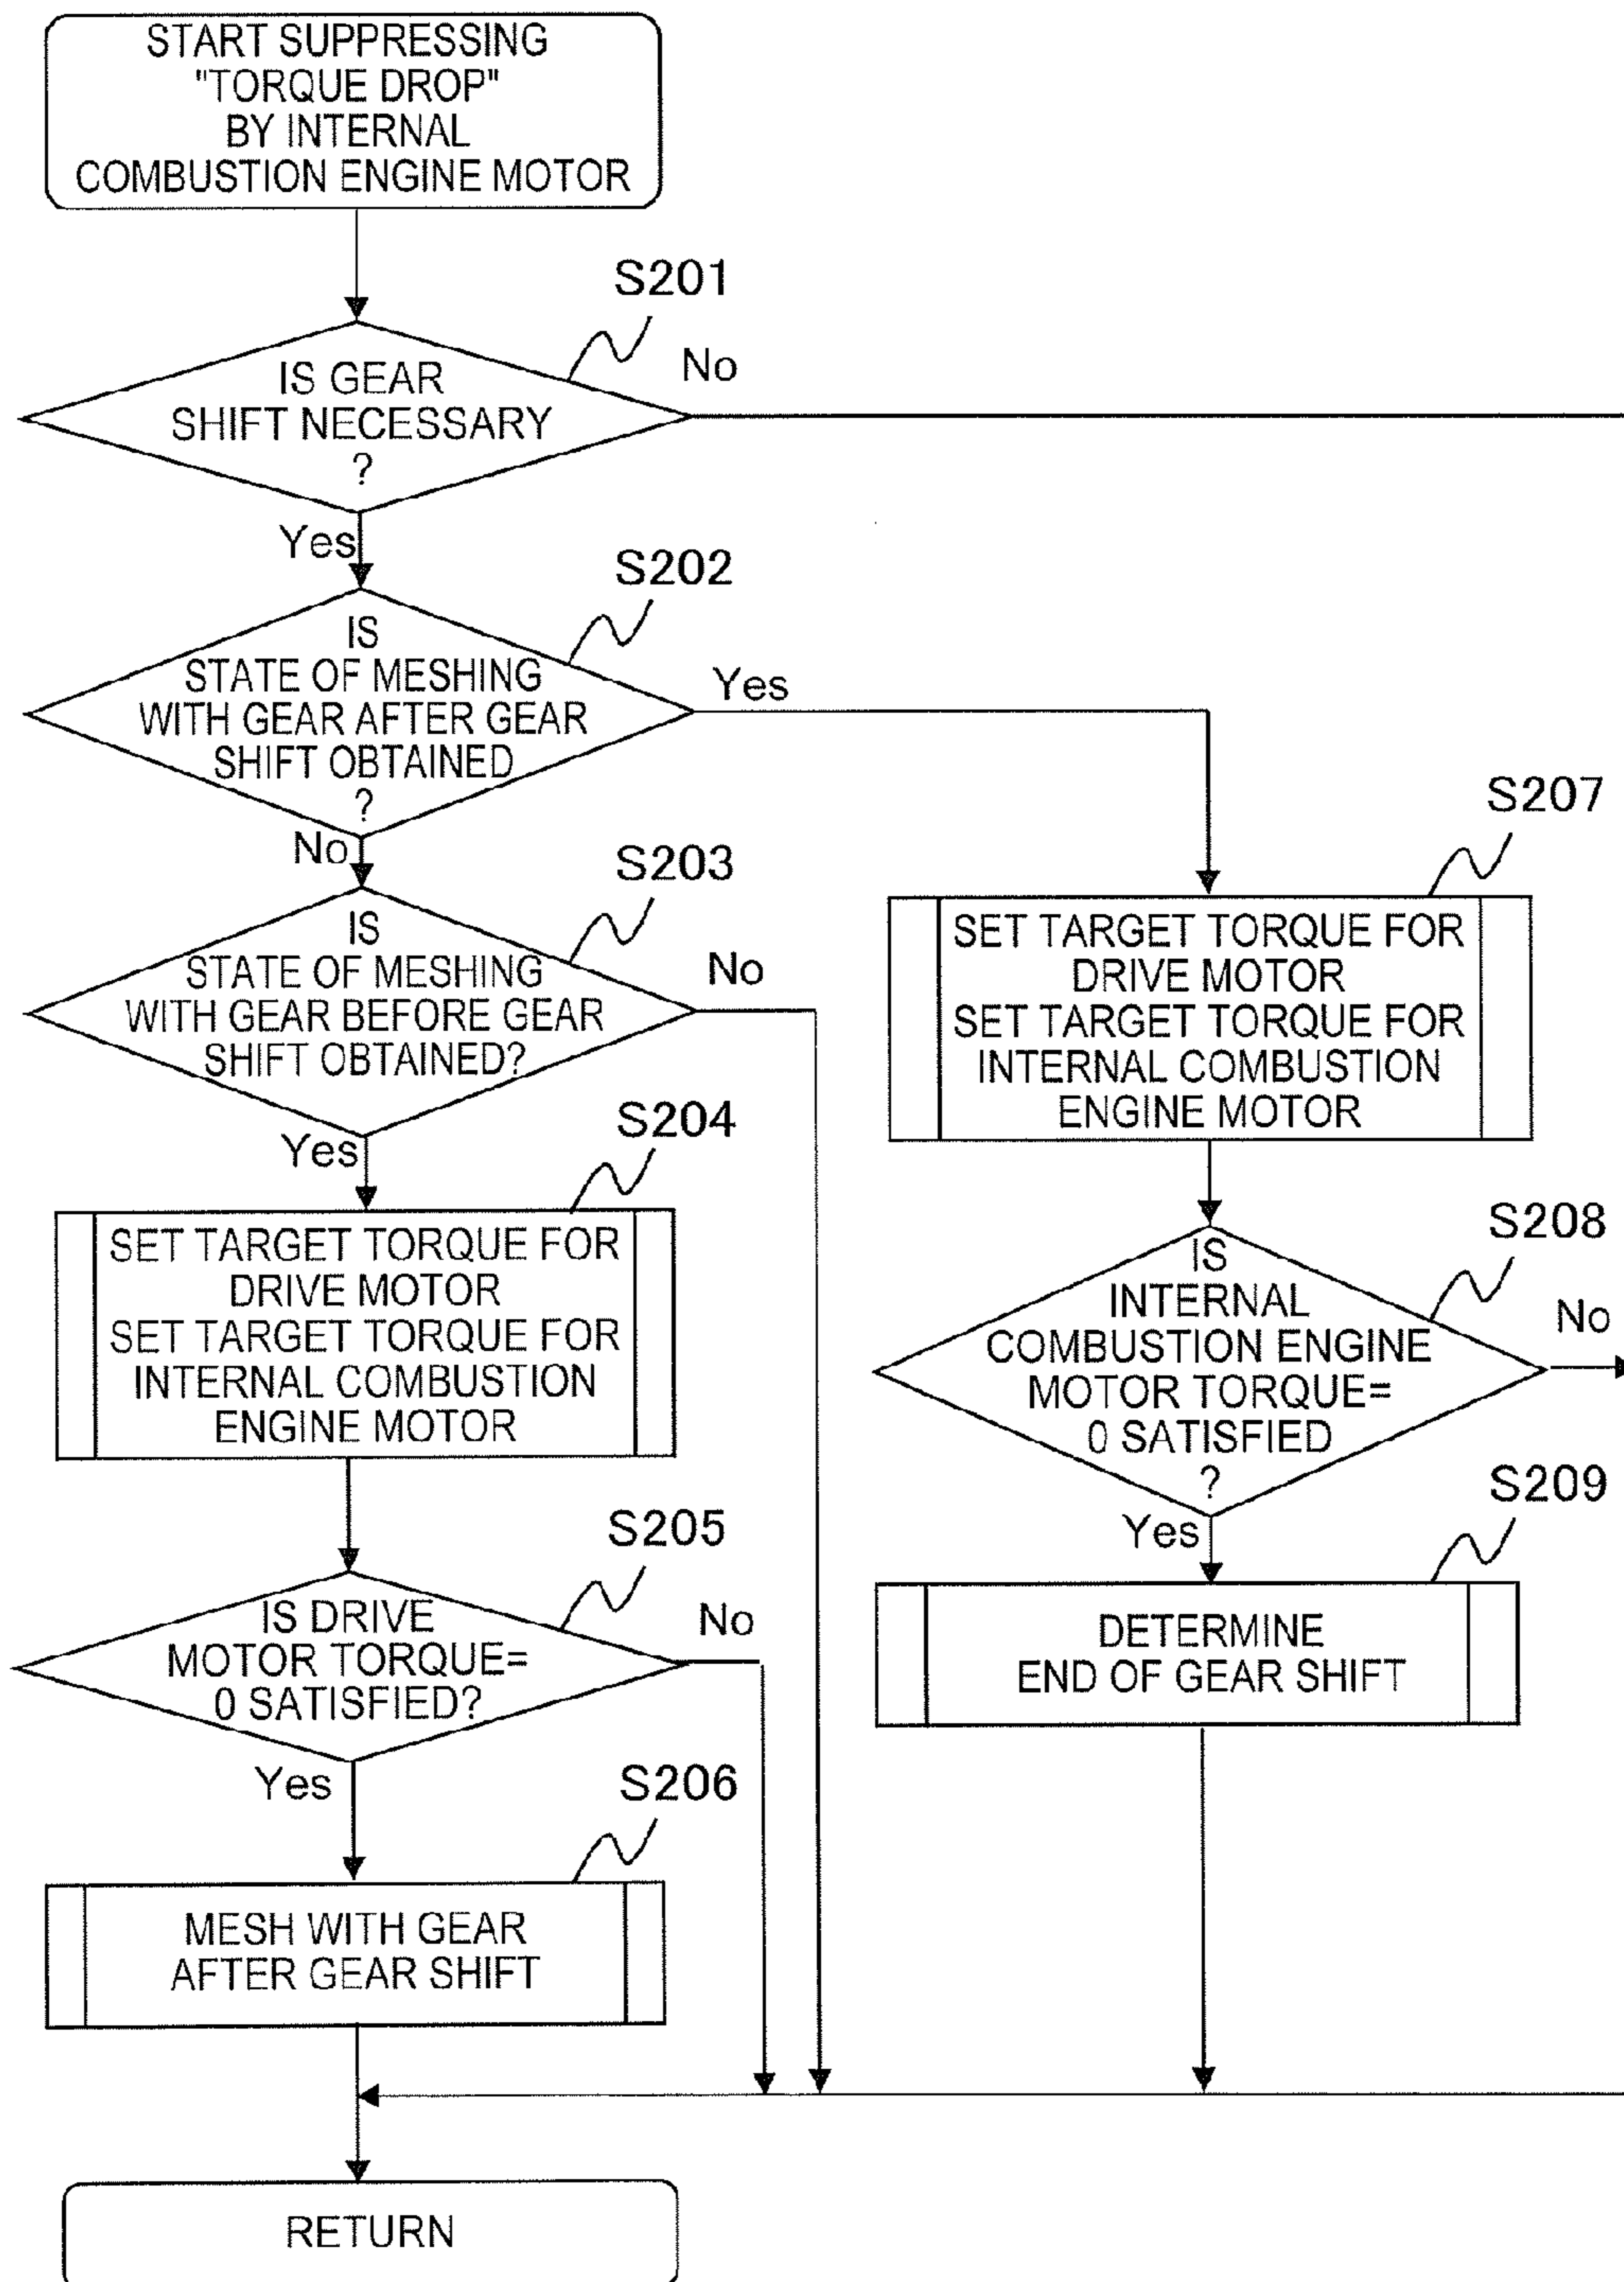 START SUPPRESSING
"TORQUE DROP"
BY INTERNAL
COMBUSTION ENGINE MOTOR
S201
IS GEAR
SHIFT NECESSARY
?
No
Yes
S202
IS
STATE OF MESHING
WITH GEAR AFTER GEAR
SHIFT OBTAINED
?
Yes
No
S203
IS
STATE OF MESHING
WITH GEAR BEFORE GEAR
SHIFT OBTAINED?
No
Yes
S204
SET TARGET TORQUE FOR
DRIVE MOTOR
SET TARGET TORQUE FOR
INTERNAL COMBUSTION
ENGINE MOTOR
S205
IS DRIVE
MOTOR TORQUE=
0 SATISFIED?
No
Yes
S206
MESH WITH GEAR
AFTER GEAR SHIFT
S207
SET TARGET TORQUE FOR
DRIVE MOTOR
SET TARGET TORQUE FOR
INTERNAL COMBUSTION
ENGINE MOTOR
S208
IS
INTERNAL
COMBUSTION ENGINE
MOTOR TORQUE=
0 SATISFIED
?
No
Yes
S209
DETERMINE
END OF GEAR SHIFT
RETURN